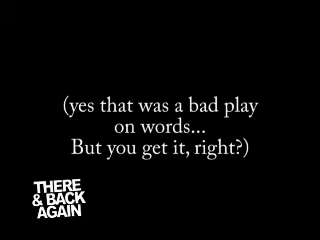 (yes that was a bad play
on words...
But you get it, right?)
THERE
& BACK
AGAIN